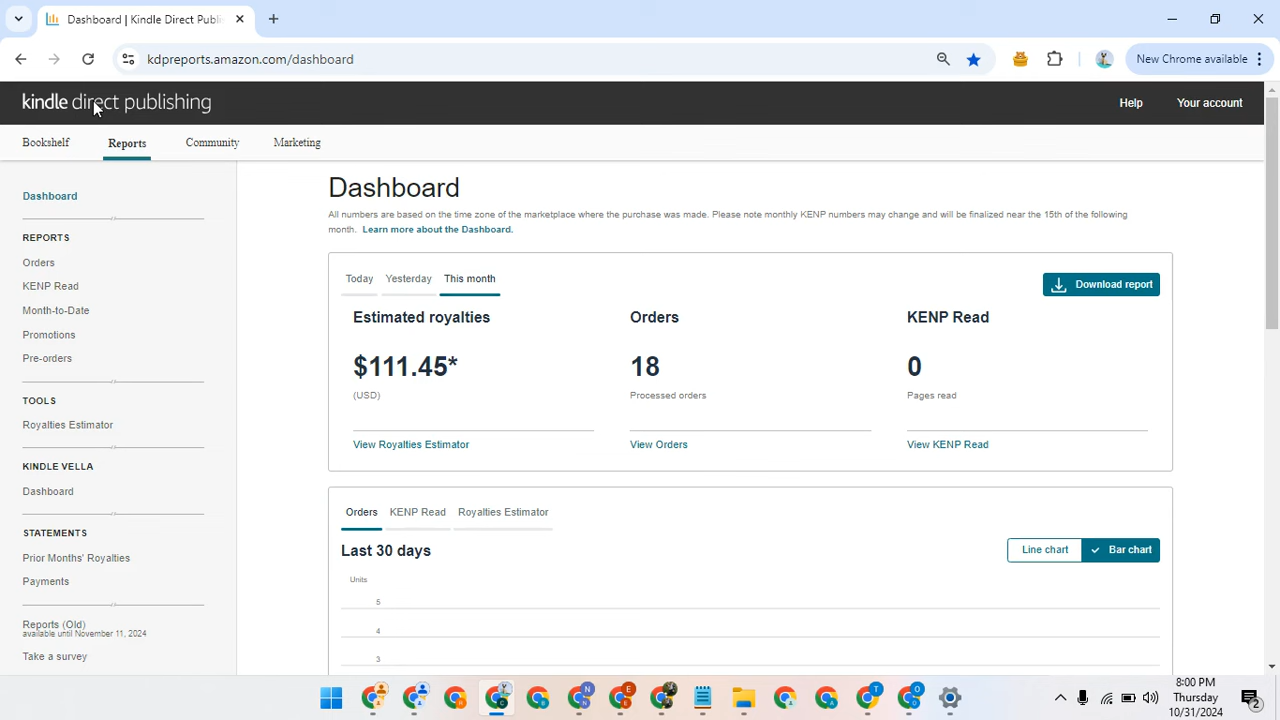 Dashboard | Kindle Direct Publi
kdpreports.amazon.com/dashboard
New Chrome available
kindle direct publishing
Help
Your account
Bookshelf
Reports
Community
Marketing
Dashboard
REPORTS
Orders
KENP Read
Month-to-Date
Promotions
Pre-orders
TOOLS
Royalties Estimator
KINDLE VELLA
Dashboard
STATEMENTS
Prior Months' Royalties
Payments
Reports (Old)
available until November 11, 2024
Take a survey
Dashboard
All numbers are based on the time zone of the marketplace where the purchase was made. Please note monthly KENP numbers may change and will be finalized near the 15th of the following
month. Learn more about the Dashboard.
Today
Yesterday
This month
Download report
Estimated royalties
Orders
KENP Read
$111.45*
18
0
(USD)
Processed orders
Pages read
View Royalties Estimator
View Orders
View KENP Read
Orders
KENP Read
Royalties Estimator
Last 30 days
Line chart
Bar chart
Units
5
4
3
8:00 PM
Thursday
10/31/2024
2